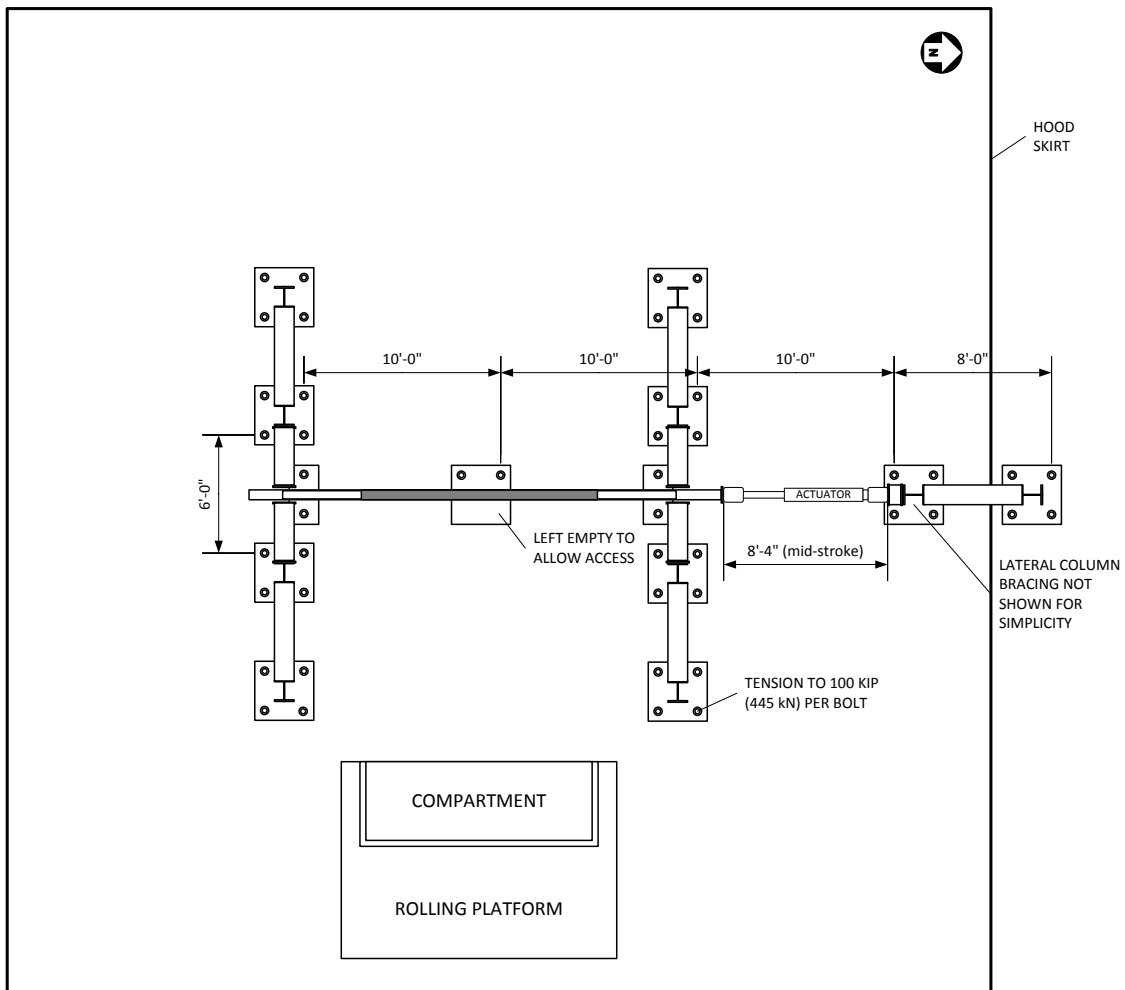 N
HOOD
SKIRT
10'-0"
10'-0"
10'-0"
8'-0"
6'-0"
ACTUATOR
LEFT EMPTY TO
ALLOW ACCESS
8'-4" (mid-stroke)
LATERAL COLUMN
BRACING NOT
SHOWN FOR
SIMPLICITY
TENSION TO 100 KIP
(445 kN) PER BOLT
COMPARTMENT
ROLLING PLATFORM